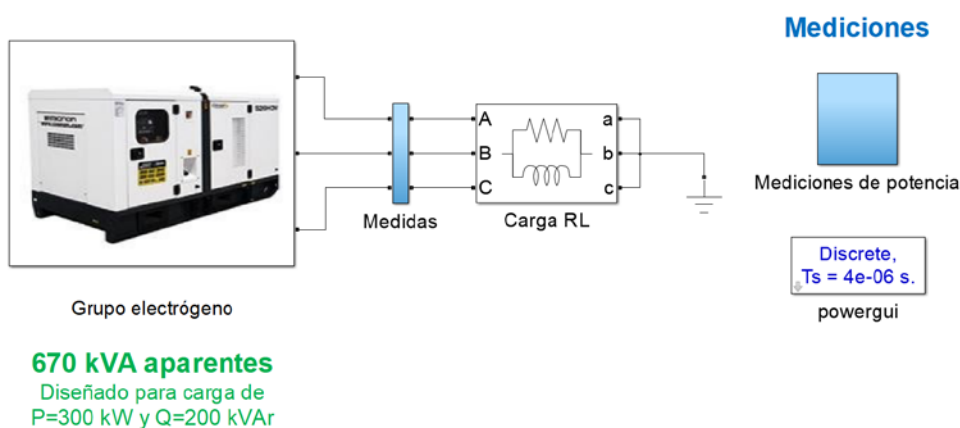 Mediciones
A
B
C
a
b
c
Medidas
Carga RL
Mediciones de potencia
Discrete,
Ts = 4e-06 s.
powergui
Grupo electrógeno
670 kVA aparentes
Diseñado para carga de
P=300 kW y Q=200 kVAr